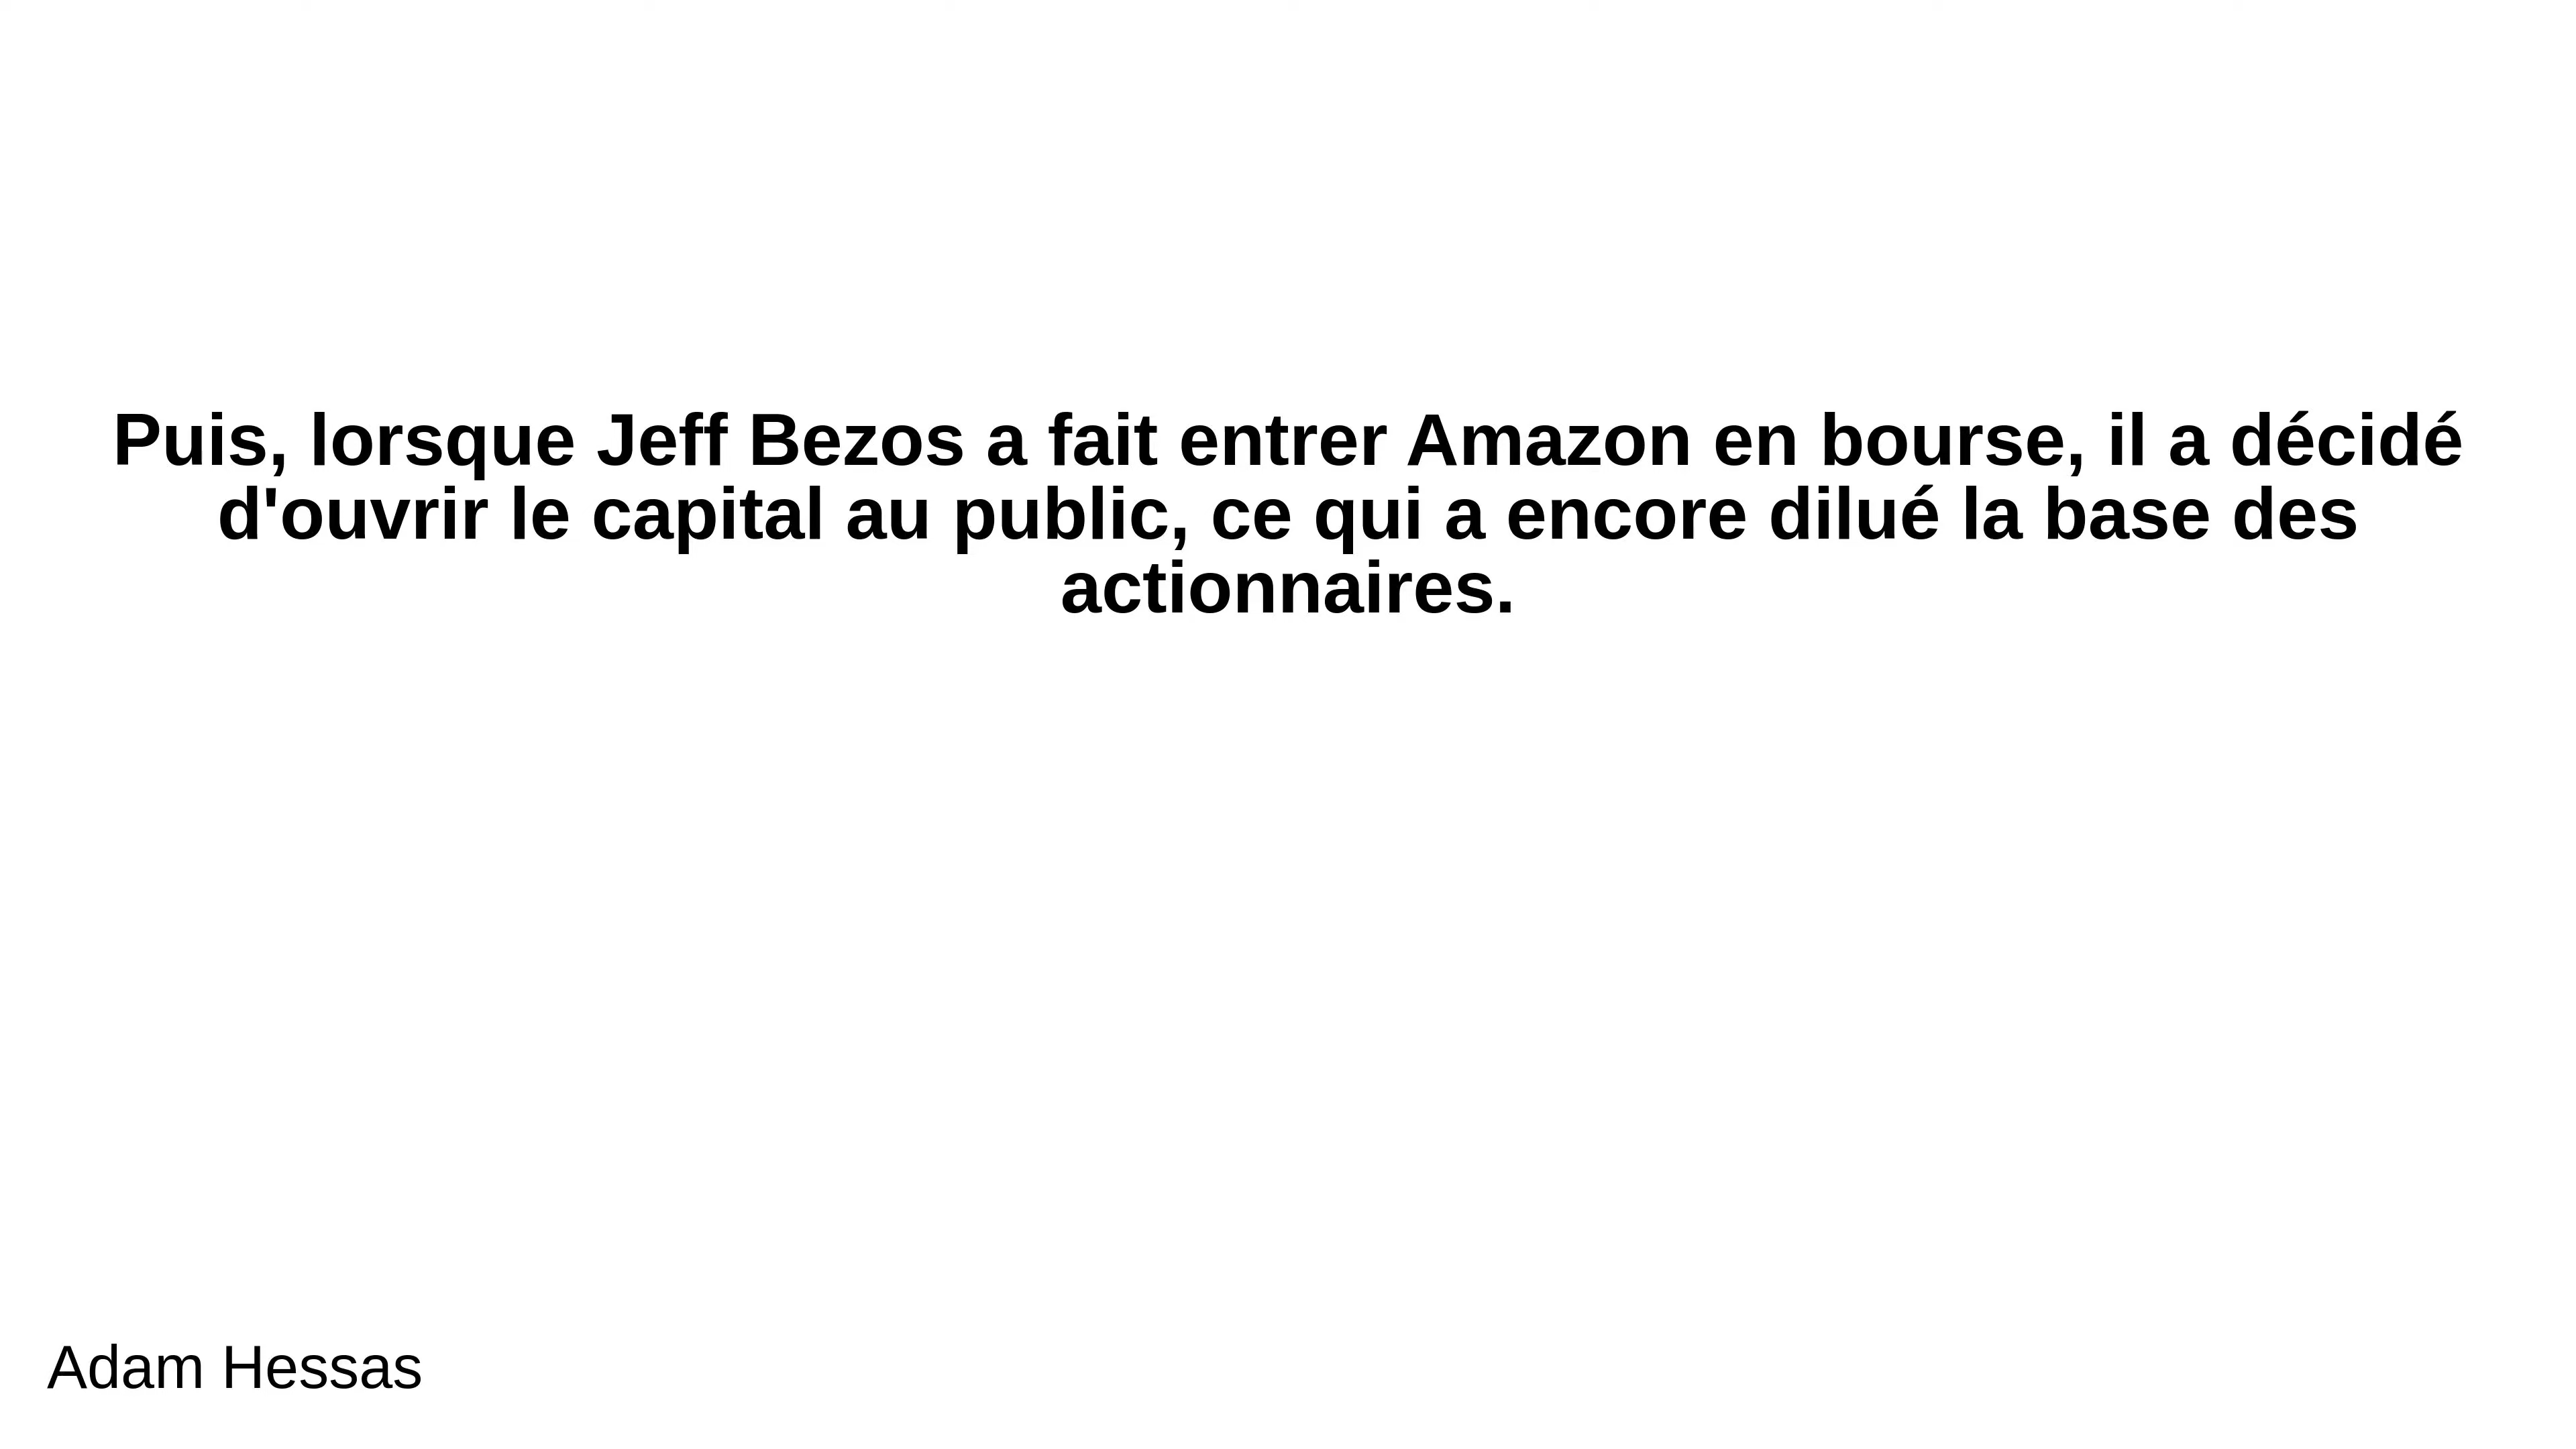 Puis, lorsque Jeff Bezos a fait entrer Amazon en bourse, il a décidé
d'ouvrir le capital au public, ce qui a encore dilué la base des
actionnaires.
Adam Hessas